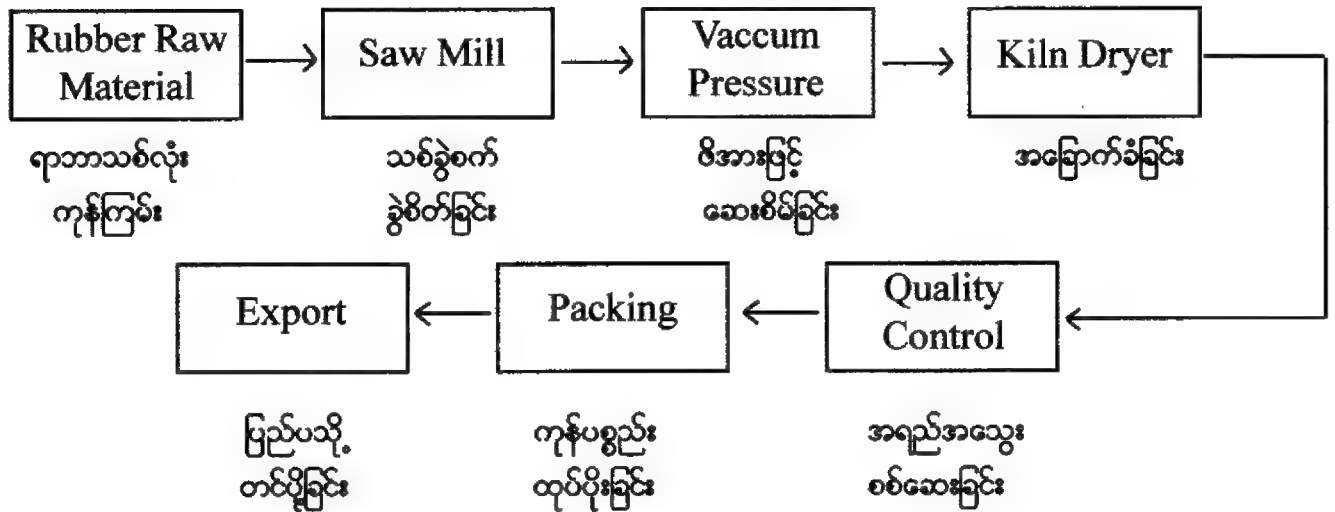 Rubber Raw
Material
Saw Mill
Vaccum
Pressure
Kiln Dryer
ရာဘာသစ်လုံး
ကုန်ကြမ်း
သစ်ခွဲစက်
ခွဲစိတ်ခြင်း
ဖိအားဖြင့်
ဆေးစိမ်ခြင်း
အခြောက်ခံခြင်း
Export
Packing
Quality
Control
ပြည်ပသို့
တင်ပို့ခြင်း
ကုန်ပစ္စည်း
ထုပ်ပိုးခြင်း
အရည်အသွေး
စစ်ဆေးခြင်း